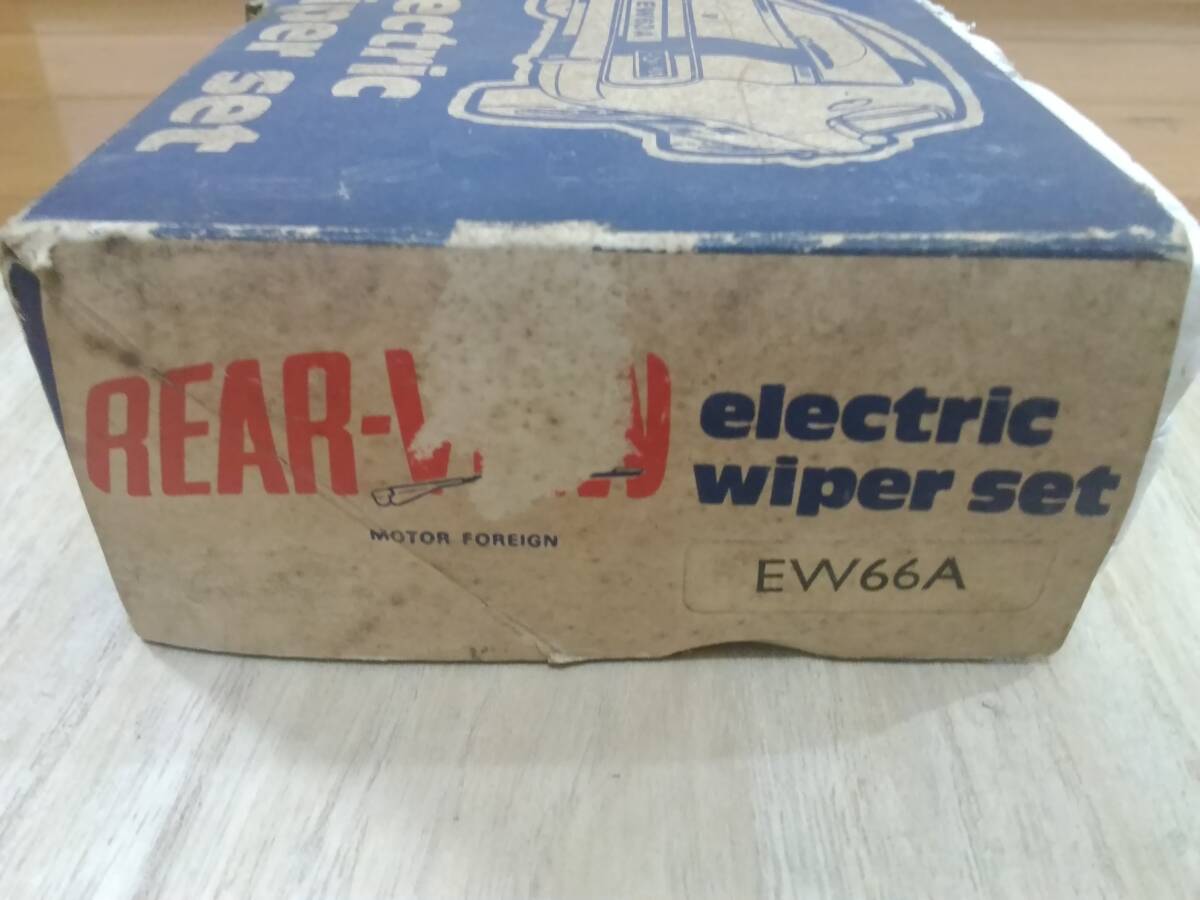 electric
wiper set
REAR-
electric
wiper set
MOTOR FOREIGN
EW66A